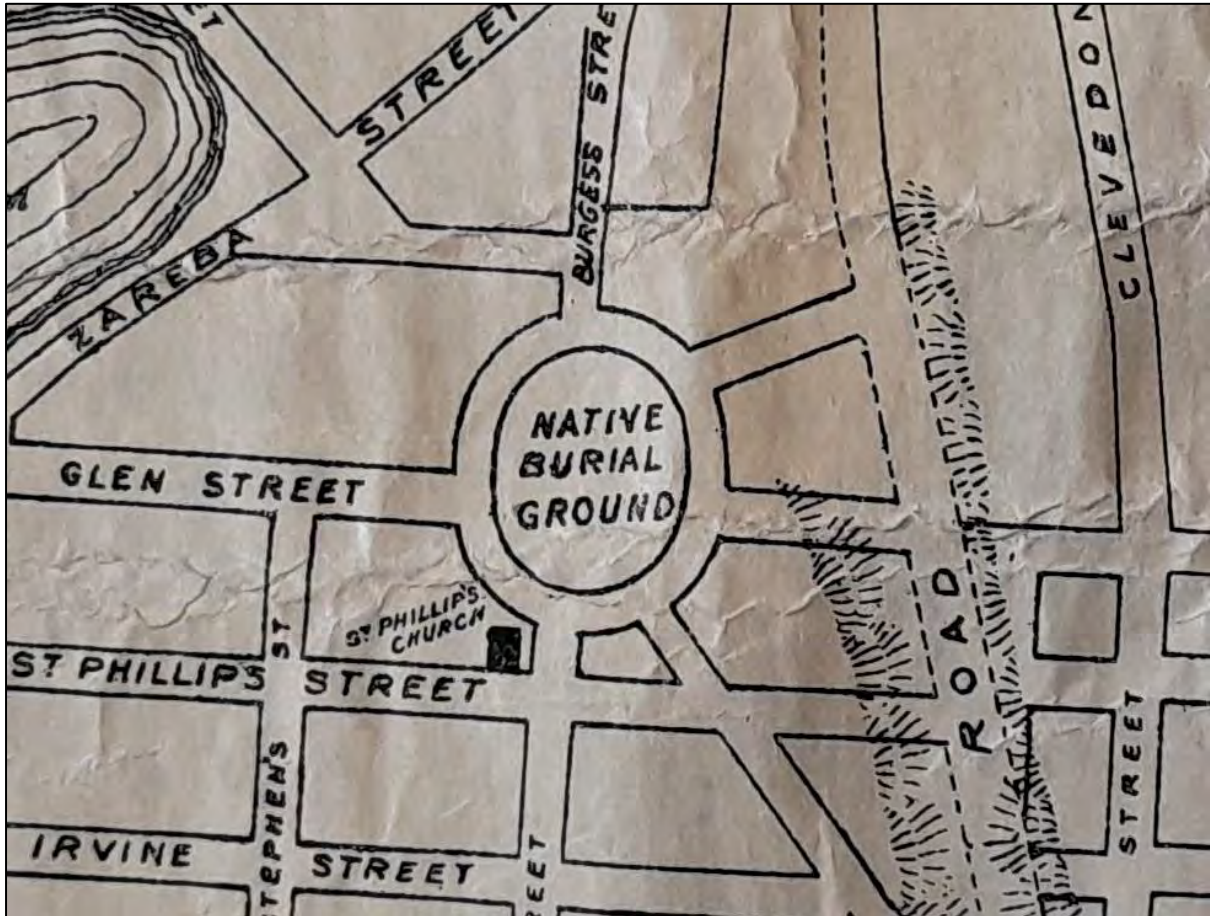 STREET
BURGESS STRE
CLEVEDON
ZAREBA
NATIVE
BURIAL
GROUND
GLEN STREET
ST PHILLIP'S
CHURCH
ROAD
ST
ST PHILLIPS STREET
STEPHEN'S
STREET
IRVINE STREET
REET